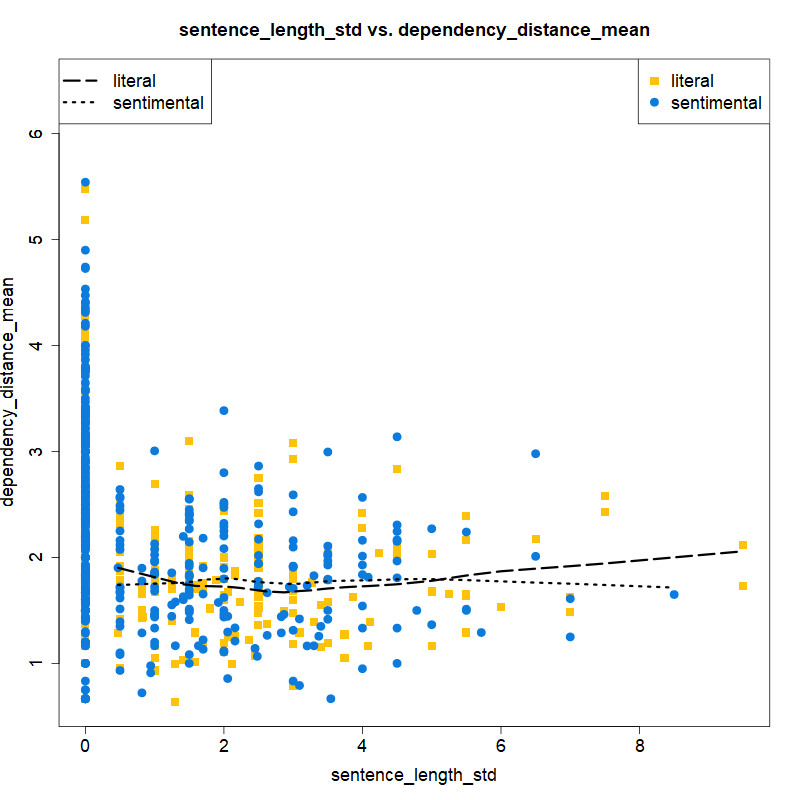 sentence_length_std vs. dependency_distance_mean
literal
sentimental
literal
sentimental
dependency_distance_mean
6
5
4
3
2
1
0 2 4 6 8
sentence_length_std